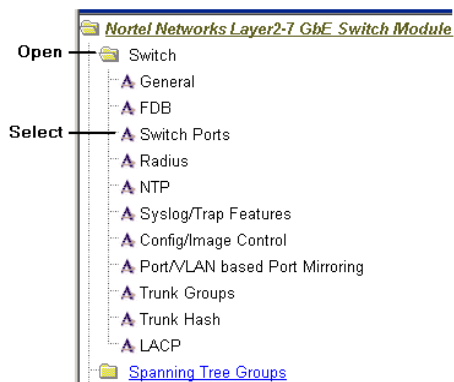 Nortel Networks Layer2-7 GbE Switch Module
Open
Switch
General
FDB
Select
Switch Ports
Radius
NTP
Syslog/Trap Features
Config/Image Control
Port/VLAN based Port Mirroring
Trunk Groups
Trunk Hash
LACP
Spanning Tree Groups